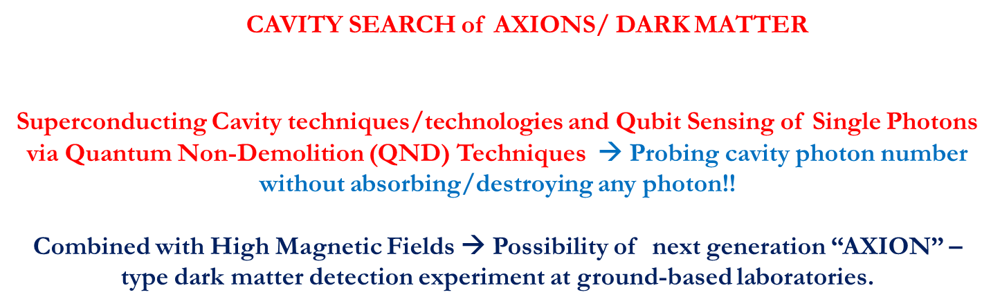 CAVITY SEARCH of AXIONS/ DARK MATTER
Superconducting Cavity techniques/technologies and Qubit Sensing of Single Photons
via Quantum Non-Demolition (QND) Techniques → Probing cavity photon number
without absorbing/destroying any photon!!
Combined with High Magnetic Fields → Possibility of next generation “AXION” –
type dark matter detection experiment at ground-based laboratories.